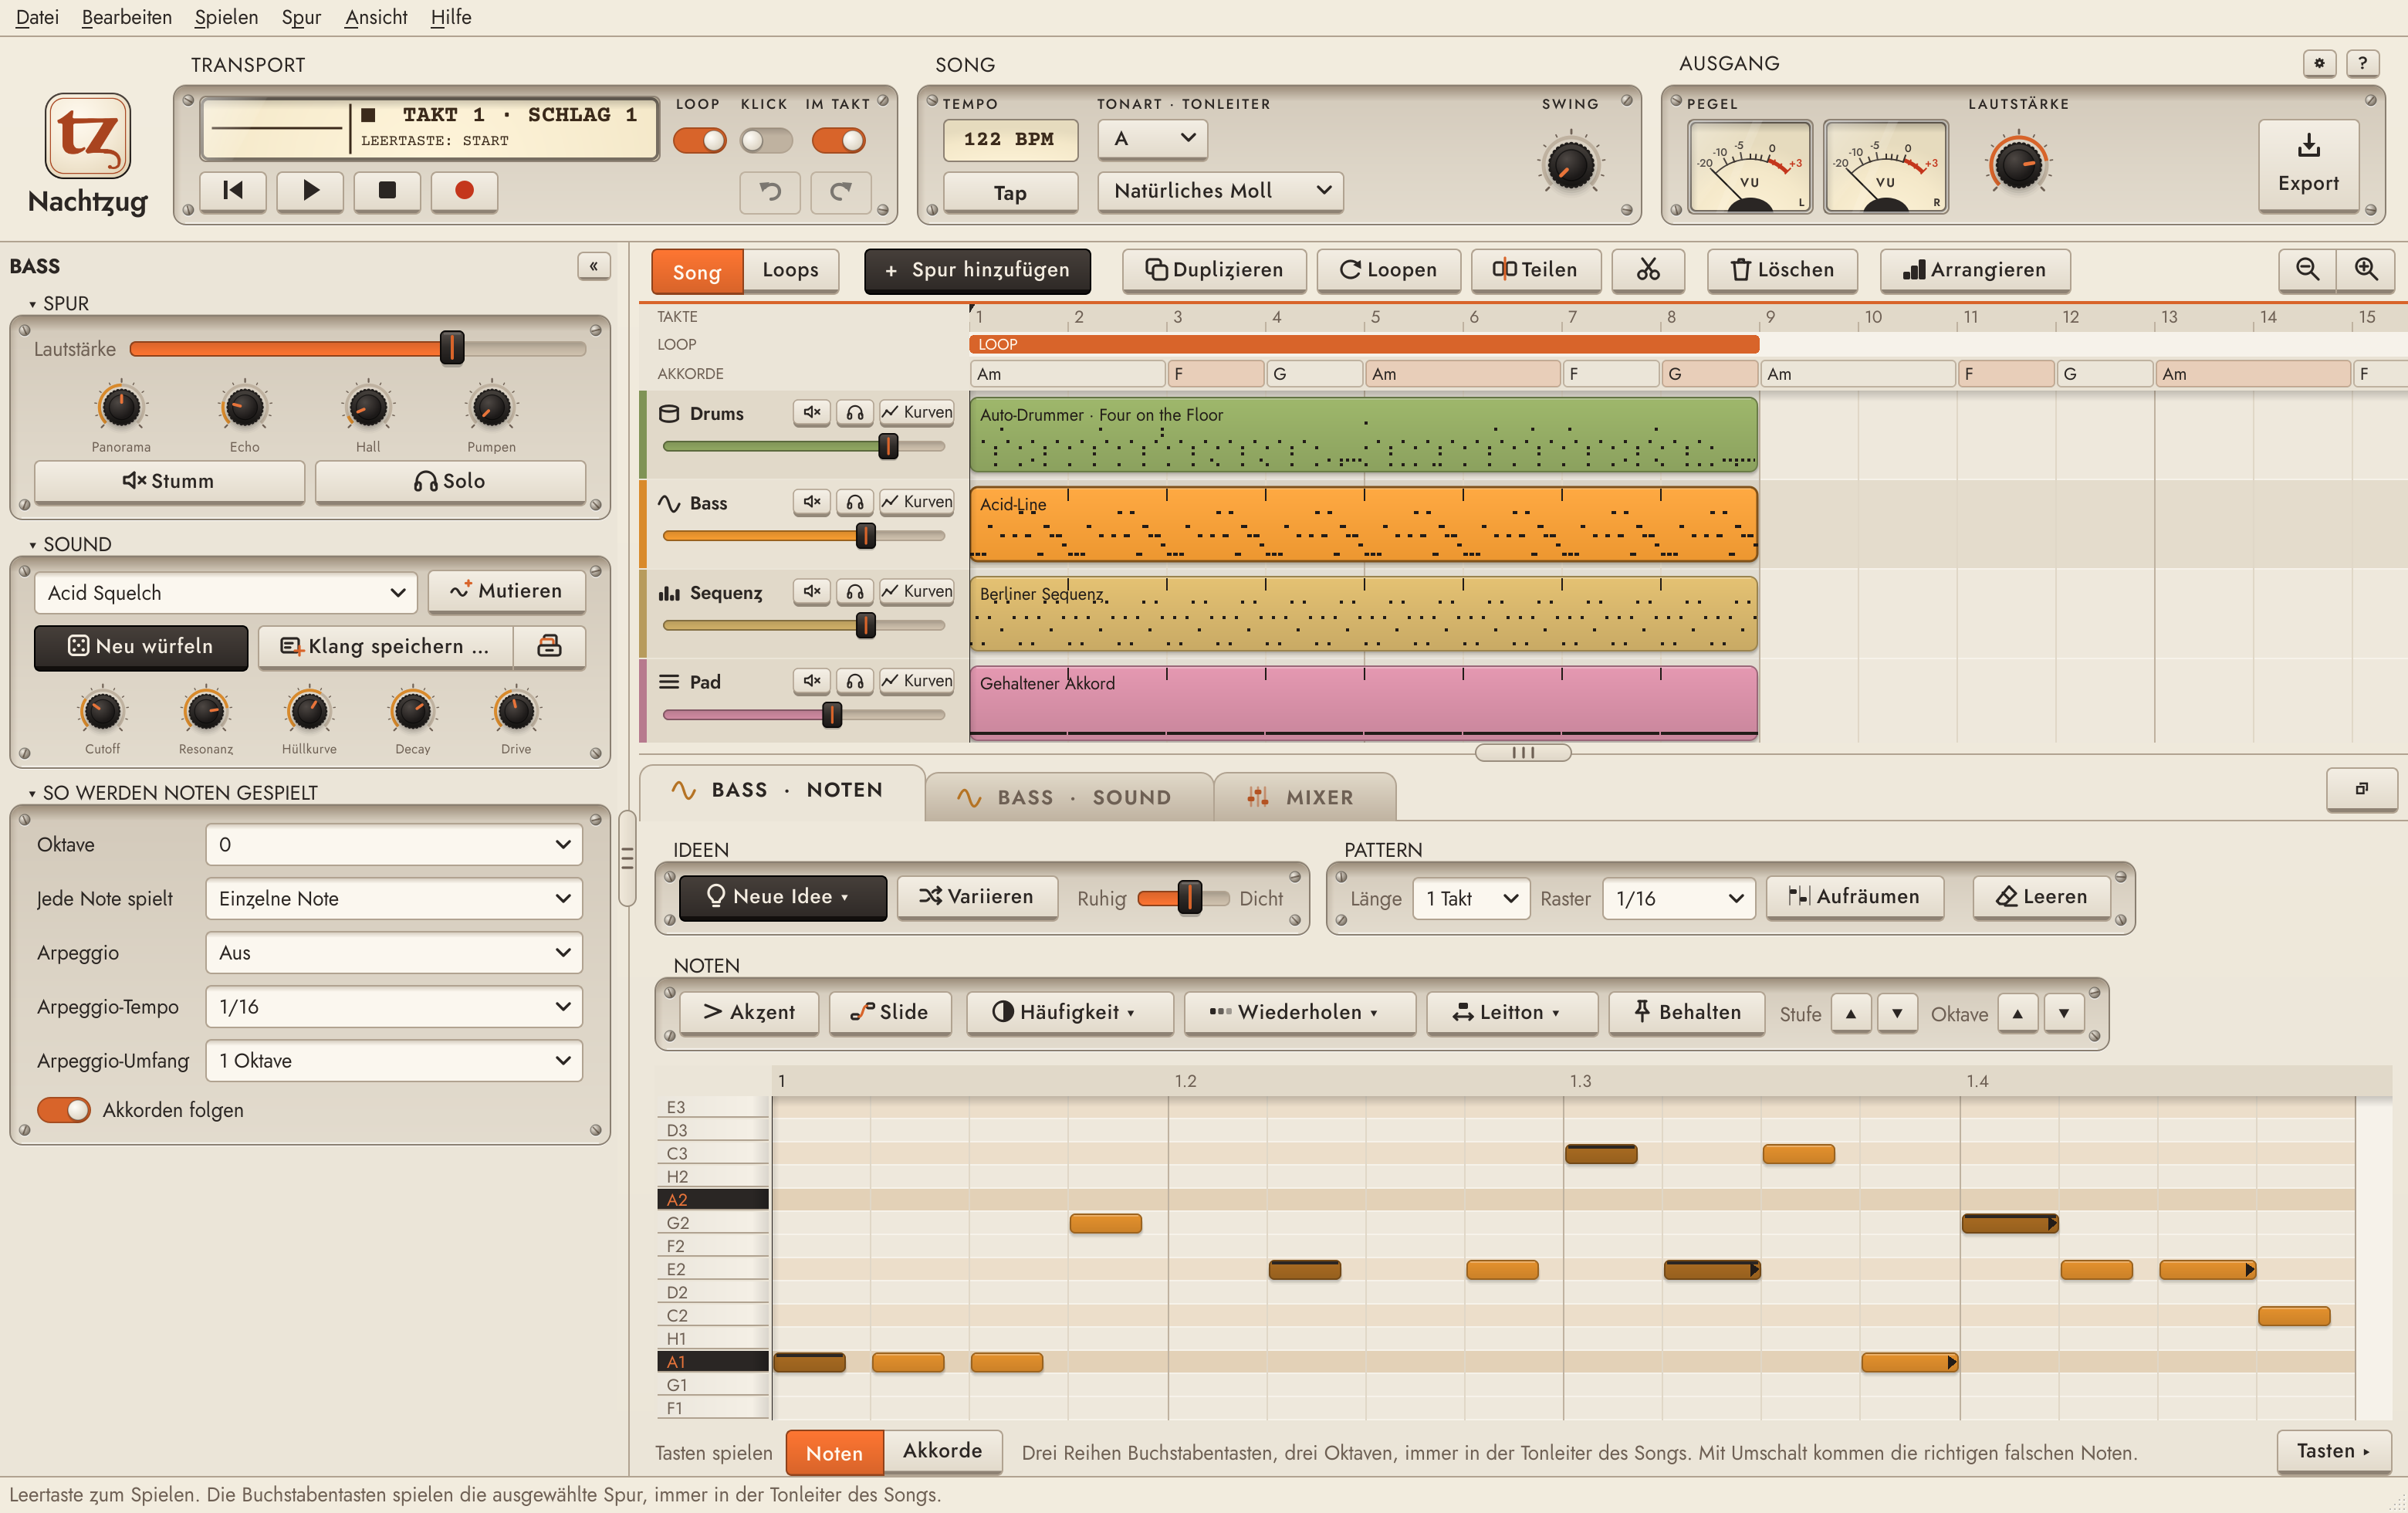 Datei Bearbeiten Spielen Spur Ansicht Hilfe
TRANSPORT SONG AUSGANG ?
tz
Nachtzug
TAKT 1 · SCHLAG 1
LEERTASTE: START
LOOP KLICK IM TAKT
TEMPO TONART · TONLEITER SWING
122 BPM A
Tap Natürliches Moll
PEGEL LAUTSTÄRKE
-20 -10 -5 0 +3 VU L
-20 -10 -5 0 +3 VU R
Export
BASS «
SPUR
Lautstärke
Panorama Echo Hall Pumpen
Stumm Solo
SOUND
Acid Squelch Mutieren
Neu würfeln Klang speichern ...
Cutoff Resonanz Hüllkurve Decay Drive
SO WERDEN NOTEN GESPIELT
Oktave 0
Jede Note spielt Einzelne Note
Arpeggio Aus
Arpeggio-Tempo 1/16
Arpeggio-Umfang 1 Oktave
Akkorden folgen
Song Loops + Spur hinzufügen Duplizieren Loopen Teilen Löschen Arrangieren
TAKTE 1 2 3 4 5 6 7 8 9 10 11 12 13 14 15
LOOP LOOP
AKKORDE Am F G Am F G Am F G Am F
Drums Kurven Auto-Drummer · Four on the Floor
Bass Kurven Acid-Line
Sequenz Kurven Berliner Sequenz
Pad Kurven Gehaltener Akkord
BASS · NOTEN BASS · SOUND MIXER
IDEEN PATTERN
Neue Idee Variieren Ruhig Dicht Länge 1 Takt Raster 1/16 Aufräumen Leeren
NOTEN
Akzent Slide Häufigkeit Wiederholen Leitton Behalten Stufe Oktave
1 1.2 1.3 1.4
E3
D3
C3
H2
A2
G2
F2
E2
D2
C2
H1
A1
G1
F1
Tasten spielen Noten Akkorde Drei Reihen Buchstabentasten, drei Oktaven, immer in der Tonleiter des Songs. Mit Umschalt kommen die richtigen falschen Noten. Tasten
Leertaste zum Spielen. Die Buchstabentasten spielen die ausgewählte Spur, immer in der Tonleiter des Songs.